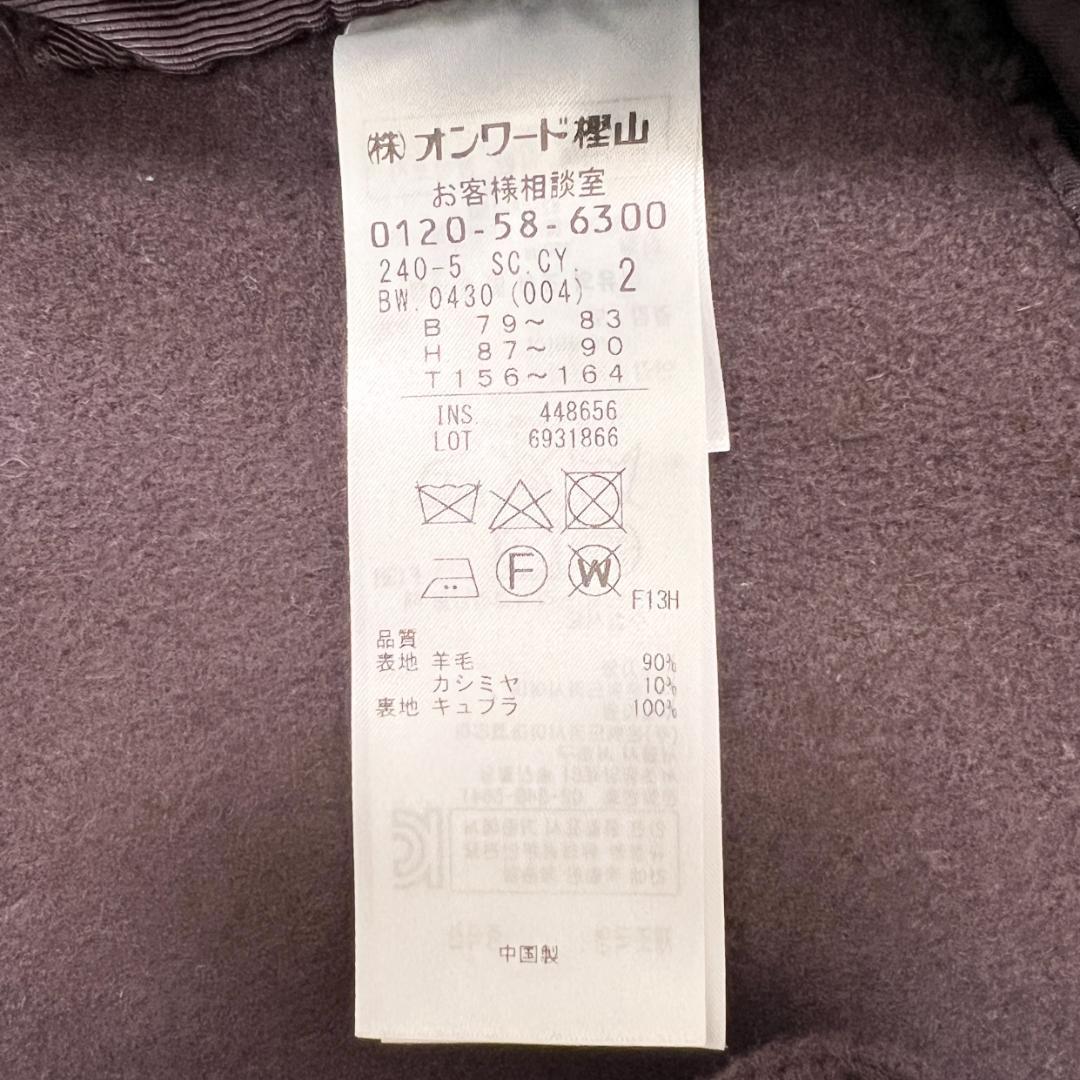 ㈱オンワード樫山
お客様相談室
0120-58-6300
240-5 SC.CY. 2
BW.0430 (004)
B 79～ 83
H 87～ 90
T156～164
INS. 448656
LOT 6931866
F
W
F13H
品質
表地 羊毛 90%
カシミヤ 10%
裏地 キュプラ 100%
中国製